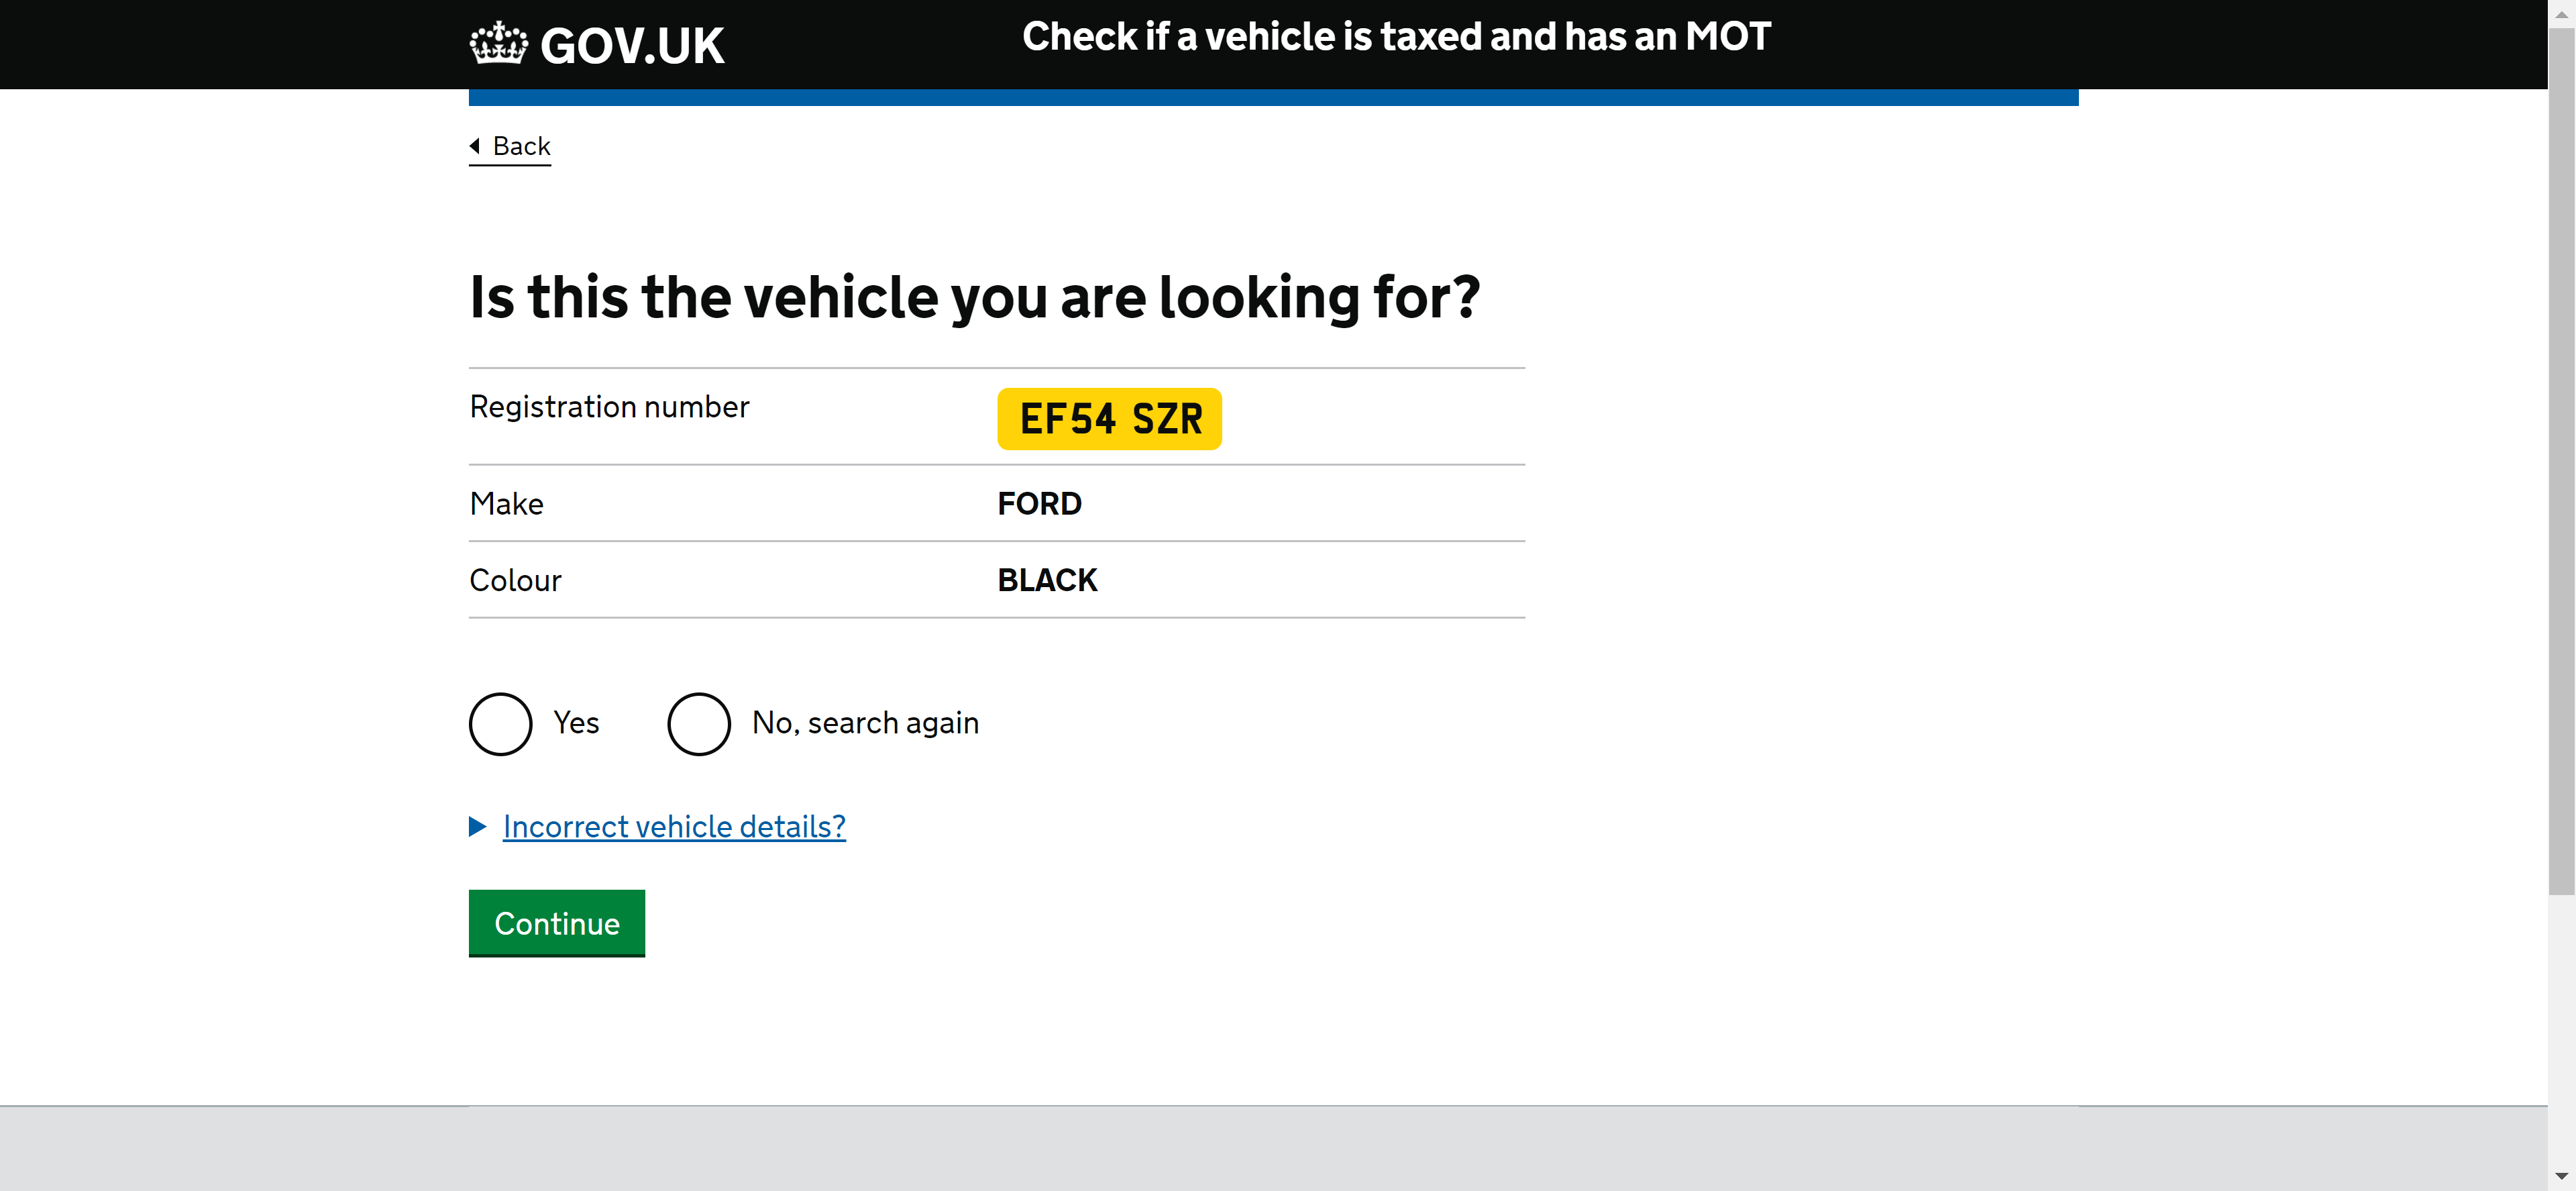 GOV.UK
Check if a vehicle is taxed and has an MOT
Back
Is this the vehicle you are looking for?
Registration number EF54 SZR
Make FORD
Colour BLACK
Yes No, search again
Incorrect vehicle details?
Continue